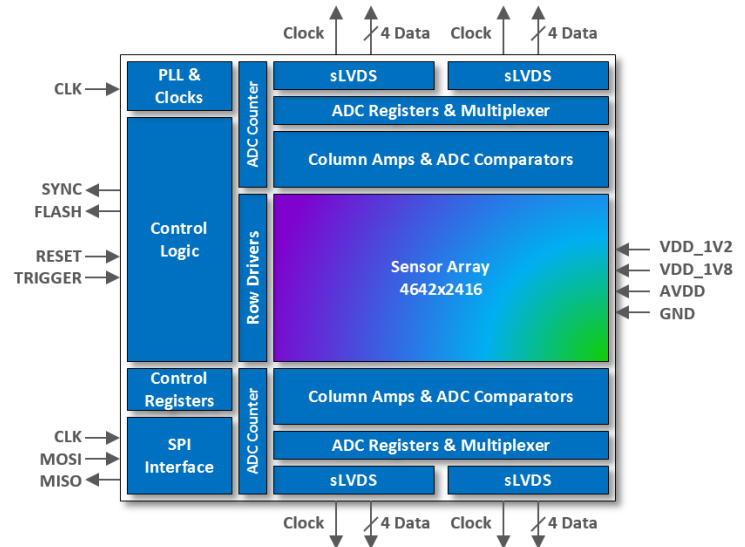 Clock
4 Data
Clock
4 Data
PLL &
Clocks
ADC Counter
sLVDS
sLVDS
CLK
ADC Registers & Multiplexer
Column Amps & ADC Comparators
SYNC
FLASH
Control
Logic
RESET
TRIGGER
Row Drivers
Sensor Array
4642x2416
VDD_1V2
VDD_1V8
AVDD
GND
Control
Registers
ADC Counter
Column Amps & ADC Comparators
CLK
MOSI
MISO
SPI
Interface
ADC Registers & Multiplexer
sLVDS
sLVDS
Clock
4 Data
Clock
4 Data